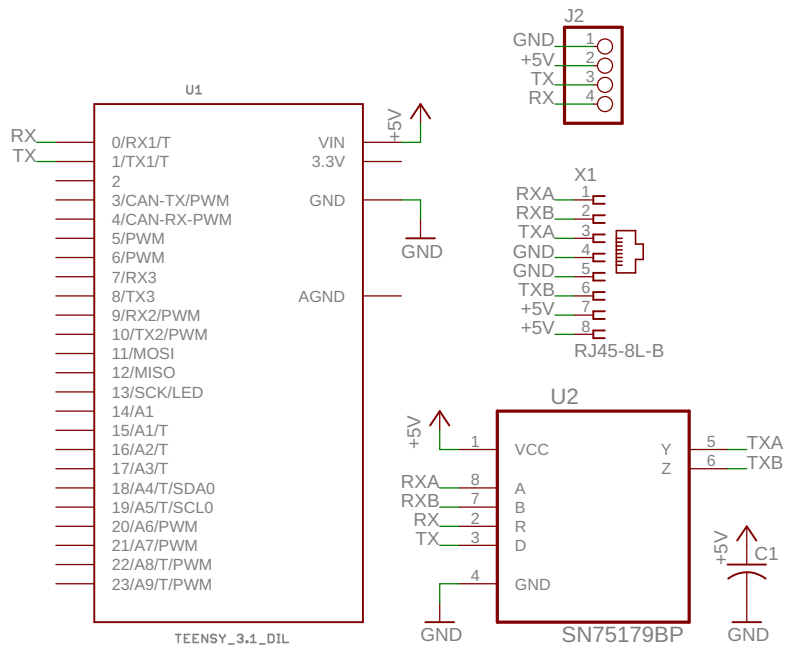 U1
RX 0/RX1/T VIN +5V
TX 1/TX1/T 3.3V
2
3/CAN-TX/PWM GND
4/CAN-RX-PWM
GND
5/PWM
6/PWM
7/RX3
8/TX3 AGND
9/RX2/PWM
10/TX2/PWM
11/MOSI
12/MISO
13/SCK/LED
14/A1
15/A1/T
16/A2/T
17/A3/T
18/A4/T/SDA0
19/A5/T/SCL0
20/A6/PWM
21/A7/PWM
22/A8/T/PWM
23/A9/T/PWM
TEENSY_3.1_DIL
J2
GND 1
+5V 2
TX 3
RX 4
X1
RXA 1
RXB 2
TXA 3
GND 4
GND 5
TXB 6
+5V 7
+5V 8
RJ45-8L-B
U2
+5V 1 VCC Y 5 TXA
Z 6 TXB
RXA 8 A
RXB 7 B
RX 2 R
TX 3 D
4 GND
GND
SN75179BP
+5V C1
GND